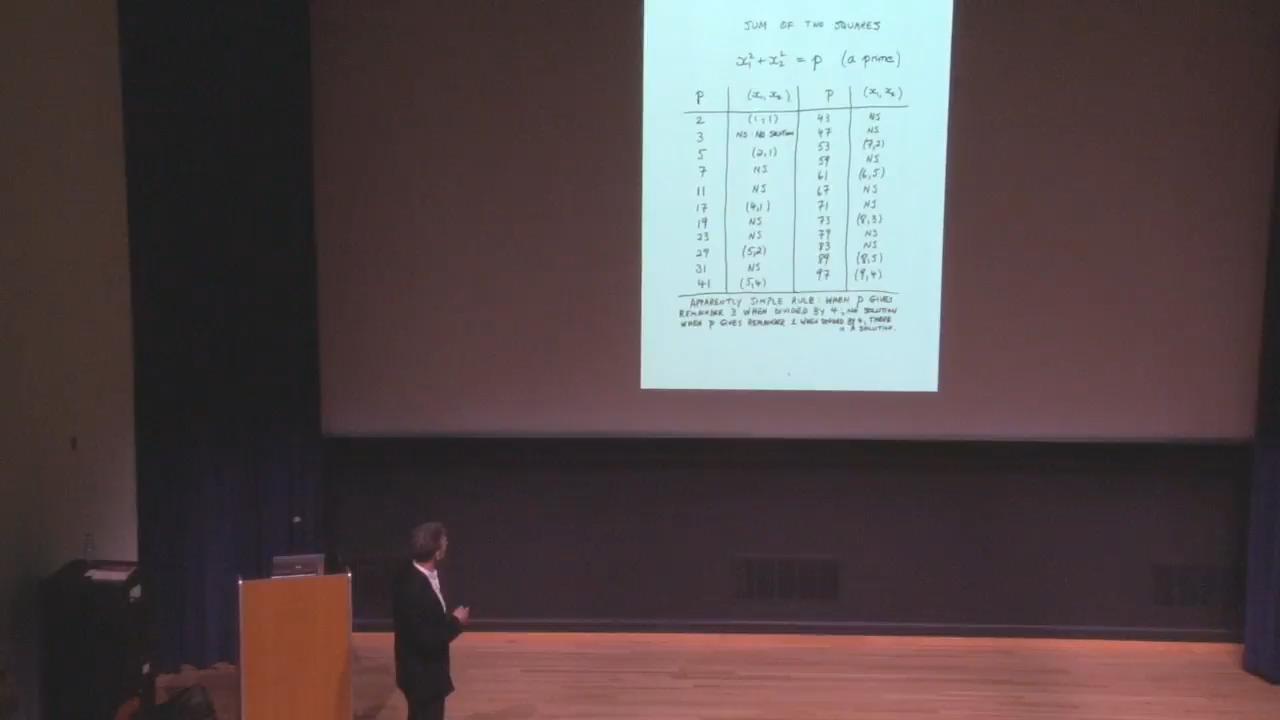 SUM OF TWO SQUARES
x₁² + x₂² = p (a prime)
p (x₁, x₂) p (x₁, x₂)
2 (1,1) 43 NS
3 NS: NO SOLUTION 47 NS
5 (2,1) 53 (7,2)
7 NS 59 NS
11 NS 61 (6,5)
17 (4,1) 67 NS
19 NS 71 NS
23 NS 73 (8,3)
29 (5,2) 79 NS
31 NS 83 NS
41 (5,4) 89 (8,5)
97 (9,4)
APPARENTLY SIMPLE RULE: WHEN P GIVES
REMAINDER 3 WHEN DIVIDED BY 4, NO SOLUTION
WHEN P GIVES REMAINDER 1 WHEN DIVIDED BY 4, THERE
IS A SOLUTION.